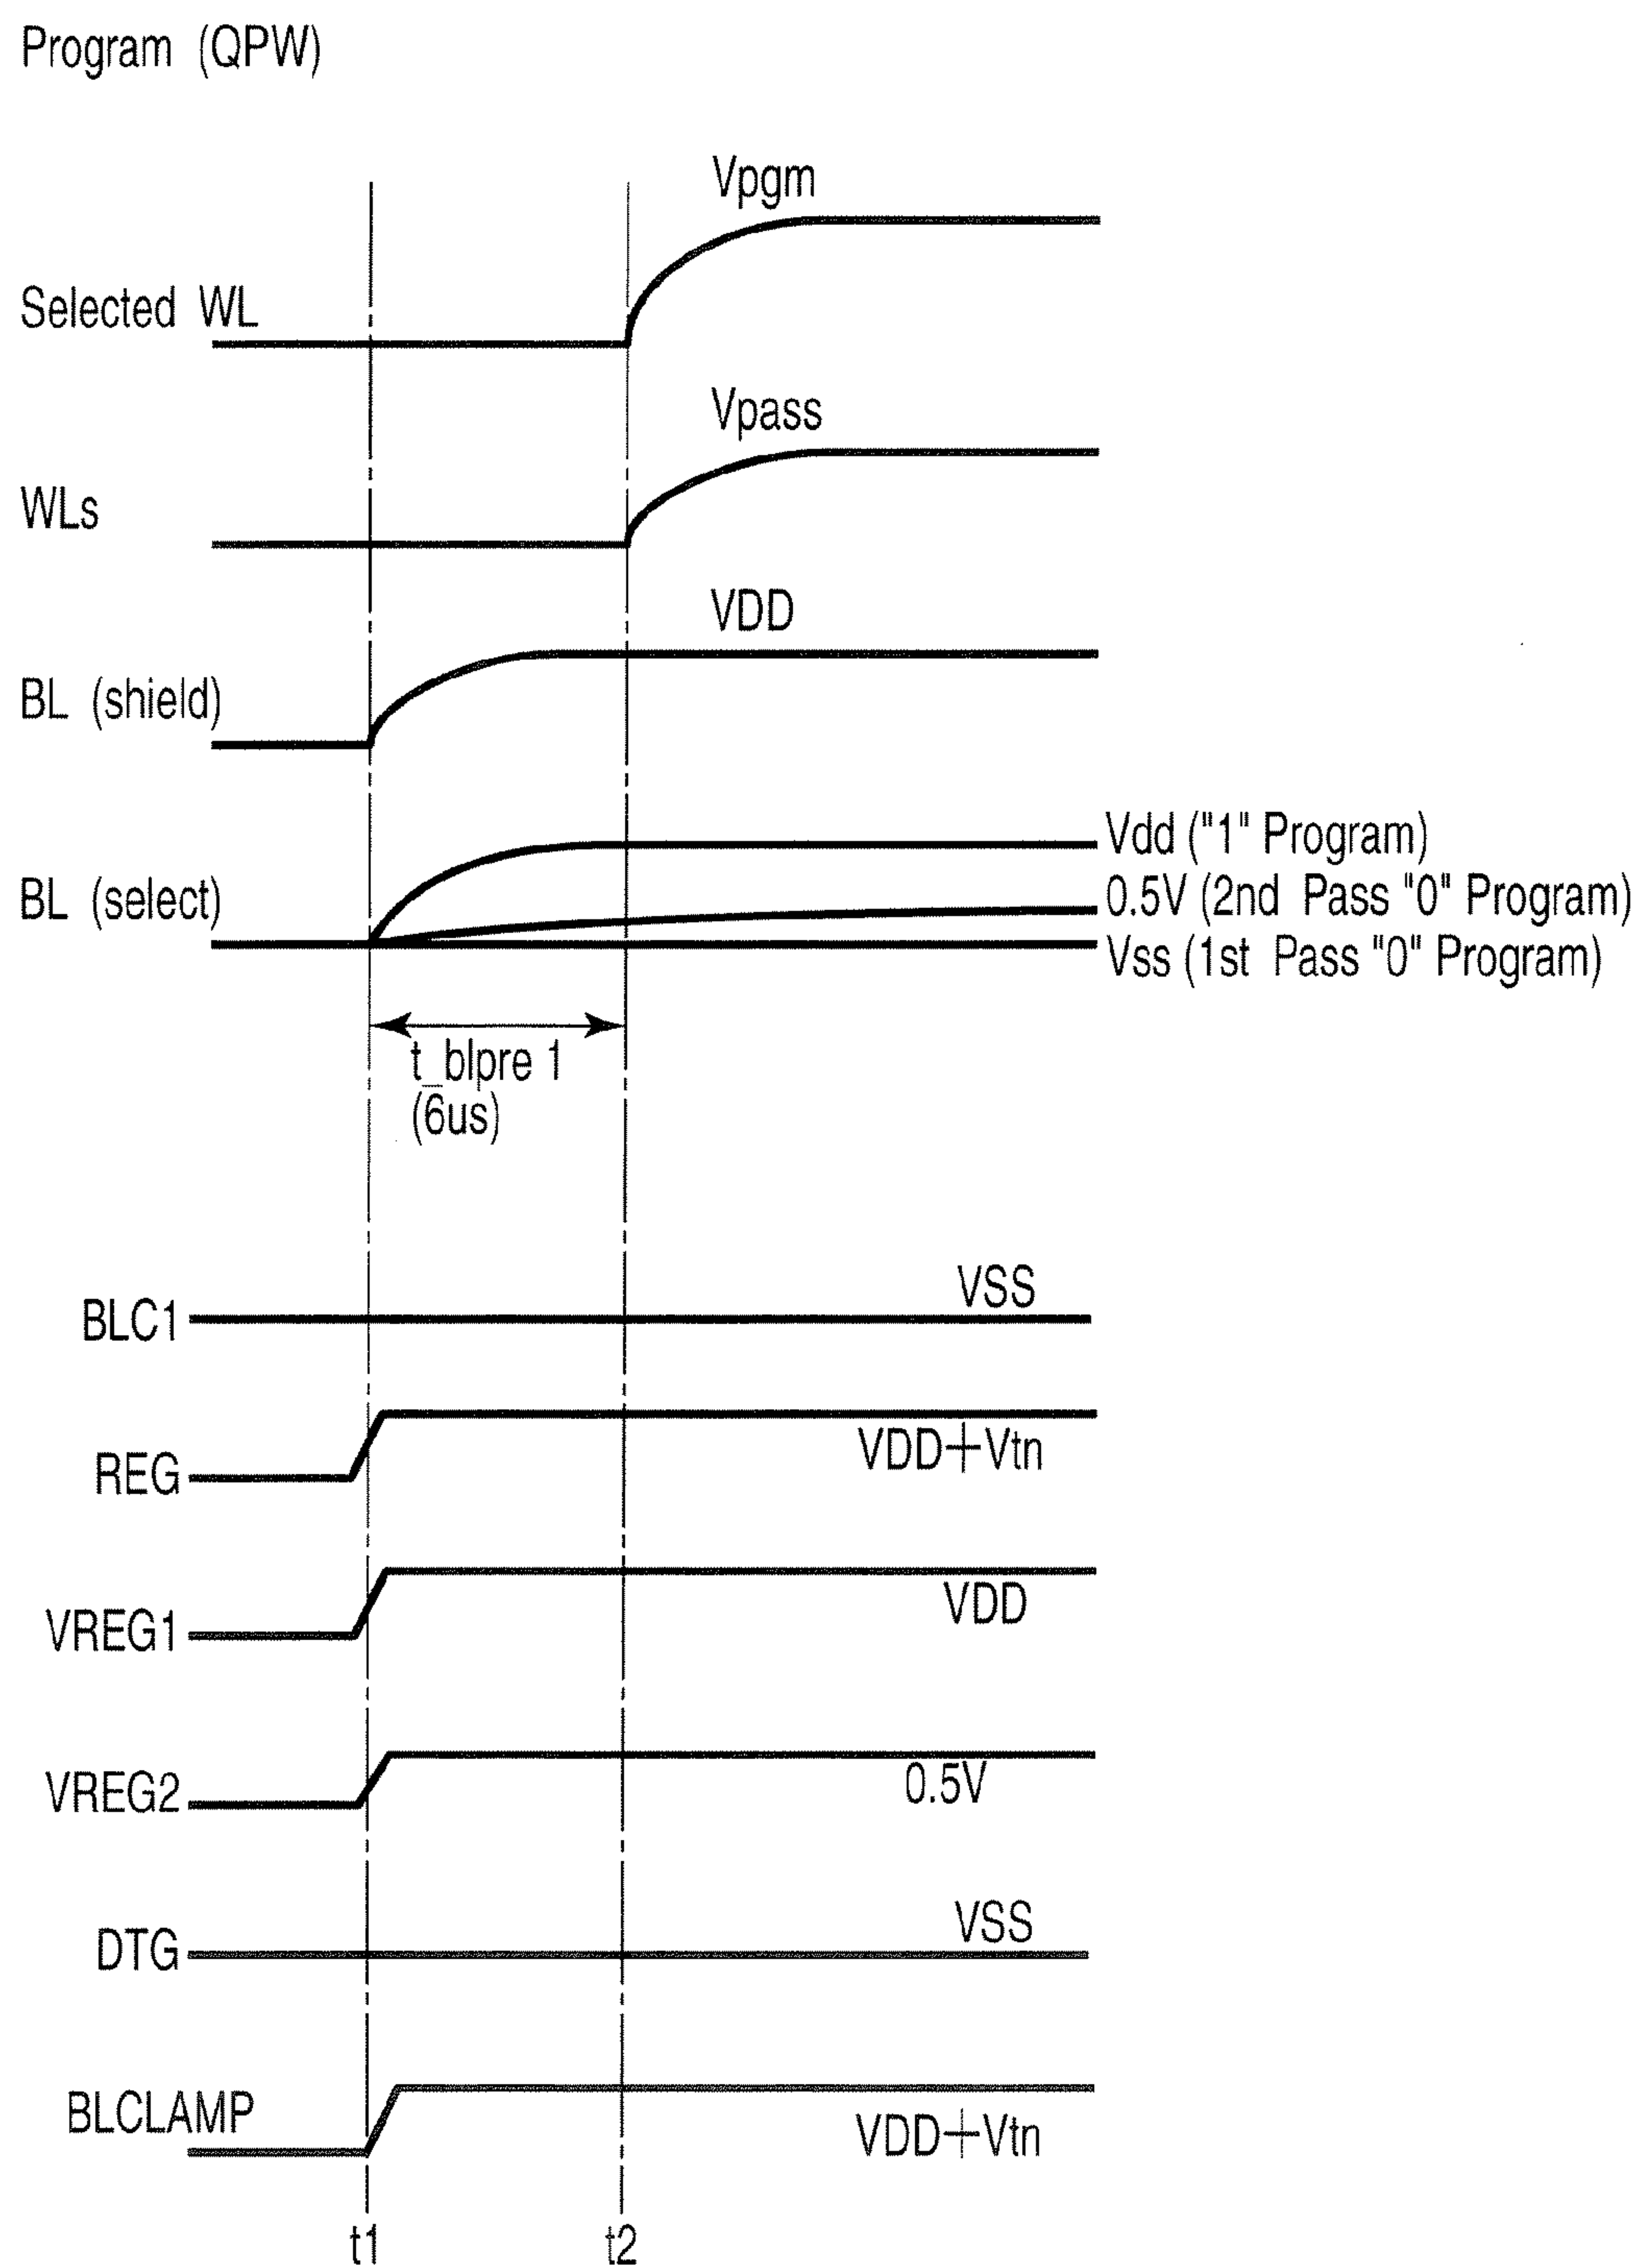 Program (QPW)
Vpgm
Selected WL
Vpass
WLs
VDD
BL (shield)
Vdd ("1" Program)
BL (select)
0.5V (2nd Pass "0" Program)
Vss (1st Pass "0" Program)
t_blpre 1
(6us)
VSS
BLC1
VDD+Vtn
REG
VDD
VREG1
0.5V
VREG2
VSS
DTG
BLCLAMP
VDD+Vtn
t1
t2